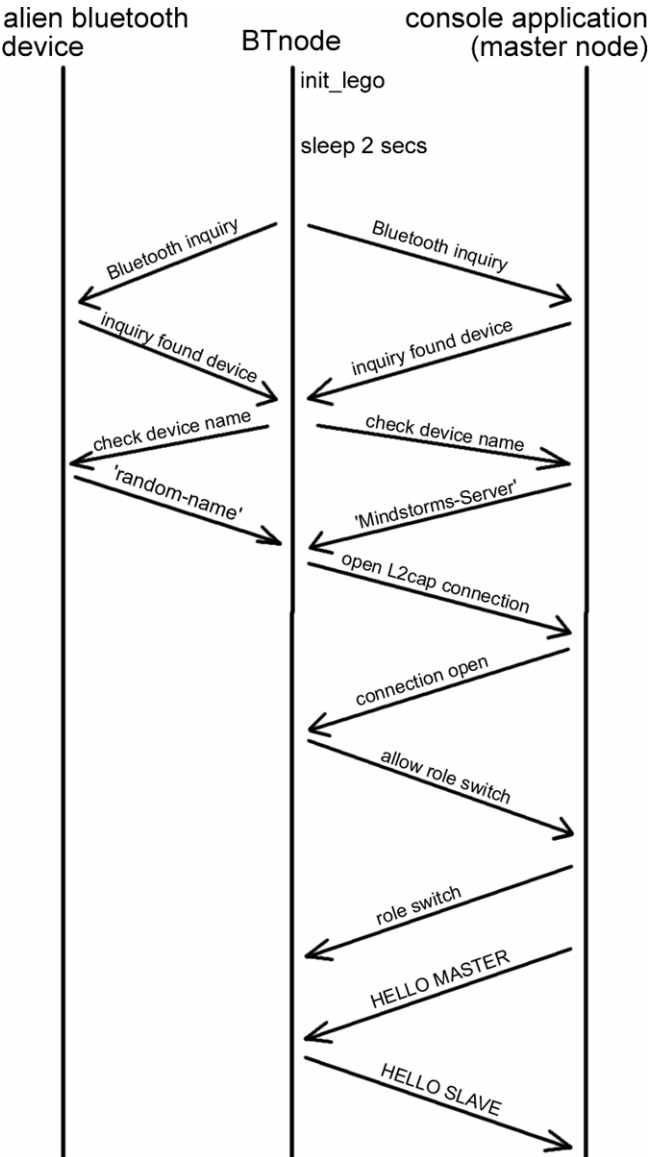 alien bluetooth
device
BTnode
console application
(master node)
init_lego
sleep 2 secs
Bluetooth inquiry
Bluetooth inquiry
inquiry found device
inquiry found device
check device name
check device name
'random-name'
'Mindstorms-Server'
open L2cap connection
connection open
allow role switch
role switch
HELLO MASTER
HELLO SLAVE